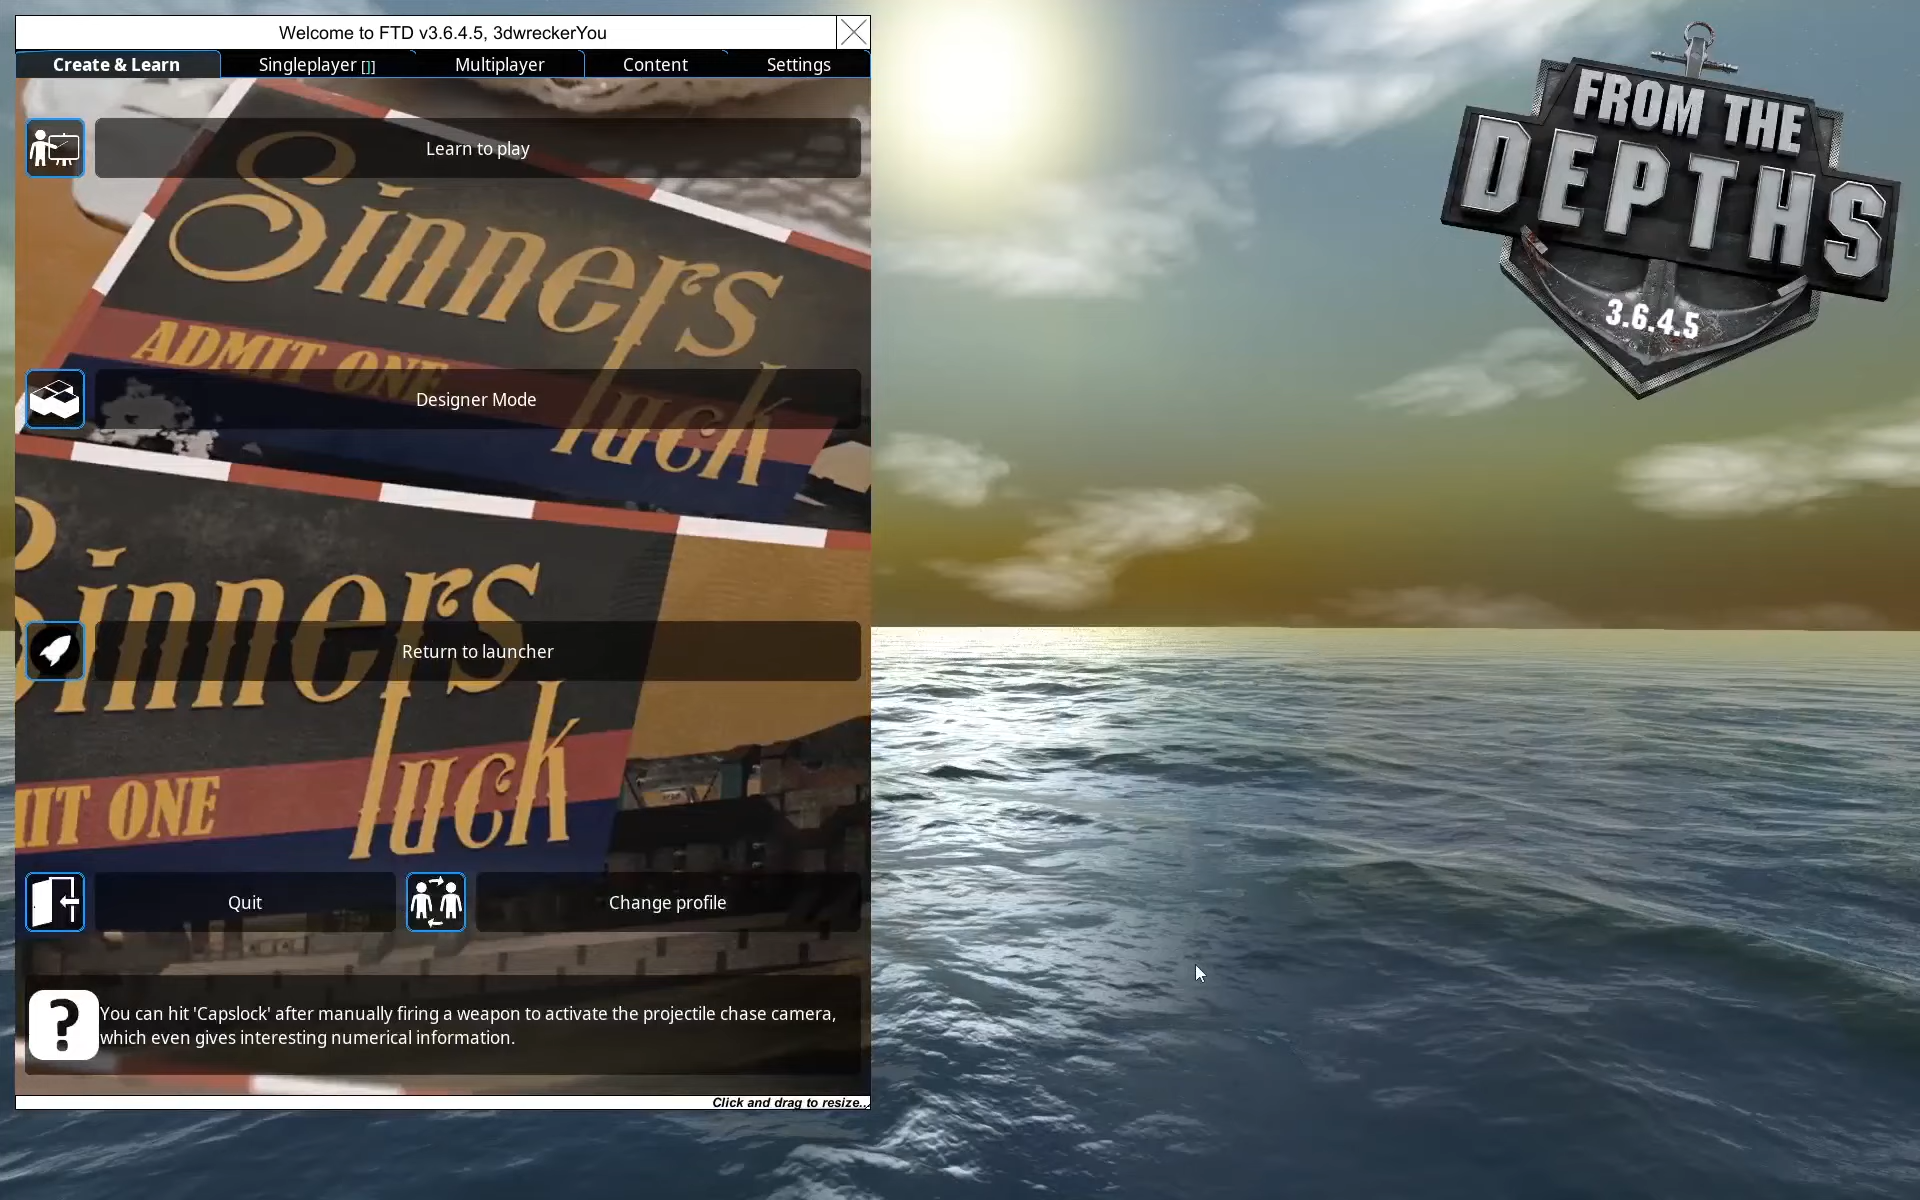 Welcome to FTD v3.6.4.5, 3dwreckerYou
Create & Learn
Singleplayer []]
Multiplayer
Content
Settings
FROM THE
DEPTHS
3.6.4.5
Learn to play
Sinners
luck
ADMIT ONE
Designer Mode
Sinners
luck
MIT ONE
Return to launcher
Quit
Change profile
?
You can hit 'Capslock' after manually firing a weapon to activate the projectile chase camera,
which even gives interesting numerical information.
Click and drag to resize..